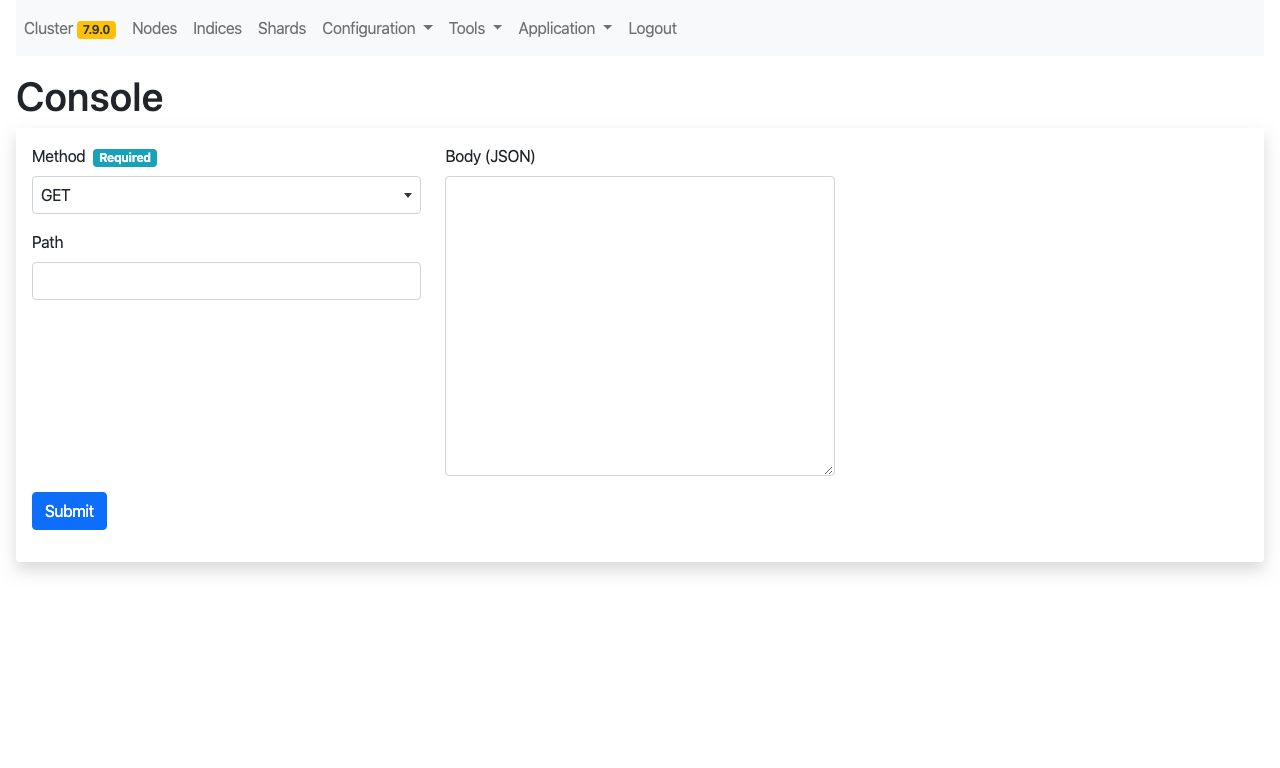 Cluster 7.9.0 Nodes Indices Shards Configuration Tools Application Logout
Console
Method Required
GET
Path
Body (JSON)
Submit